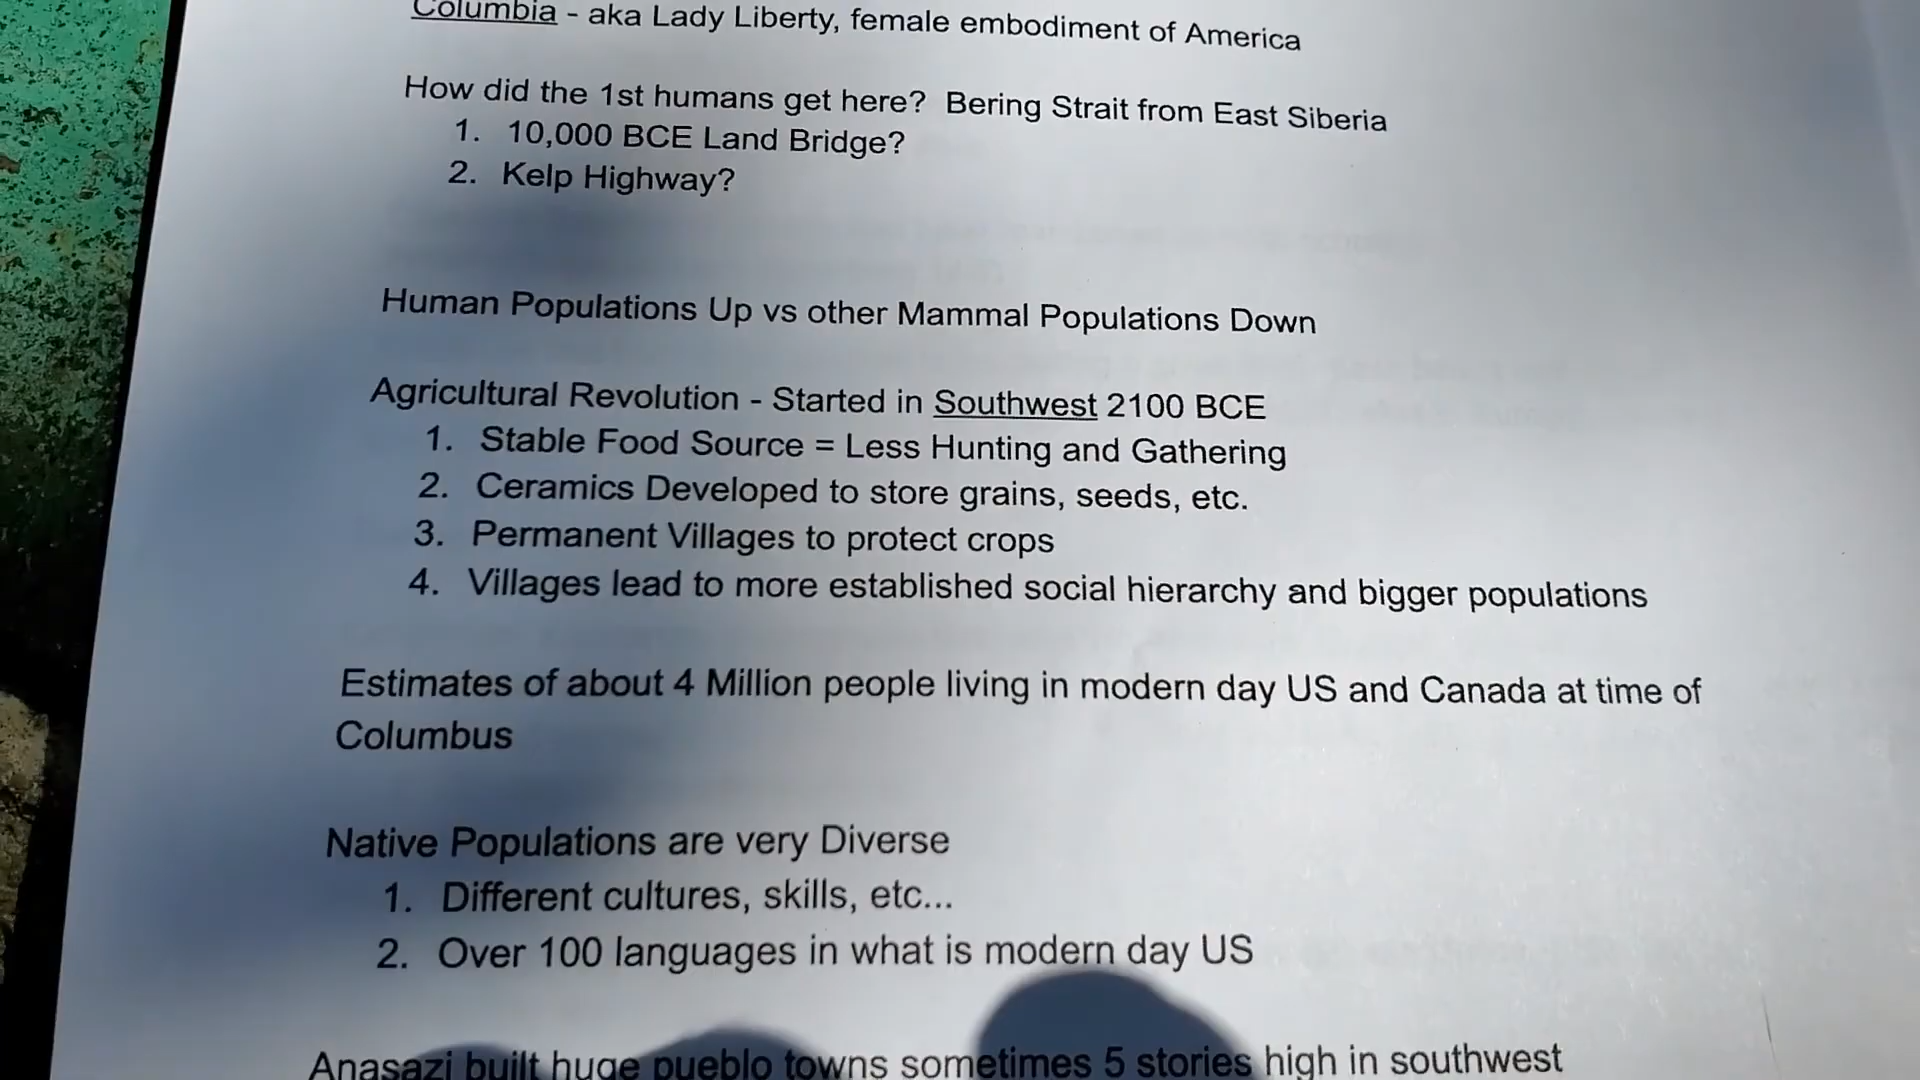 Columbia - aka Lady Liberty, female embodiment of America
How did the 1st humans get here? Bering Strait from East Siberia
1. 10,000 BCE Land Bridge?
2. Kelp Highway?
Human Populations Up vs other Mammal Populations Down
Agricultural Revolution - Started in Southwest 2100 BCE
1. Stable Food Source = Less Hunting and Gathering
2. Ceramics Developed to store grains, seeds, etc.
3. Permanent Villages to protect crops
4. Villages lead to more established social hierarchy and bigger populations
Estimates of about 4 Million people living in modern day US and Canada at time of
Columbus
Native Populations are very Diverse
1. Different cultures, skills, etc...
2. Over 100 languages in what is modern day US
Anasazi built huge pueblo towns sometimes 5 stories high in southwest